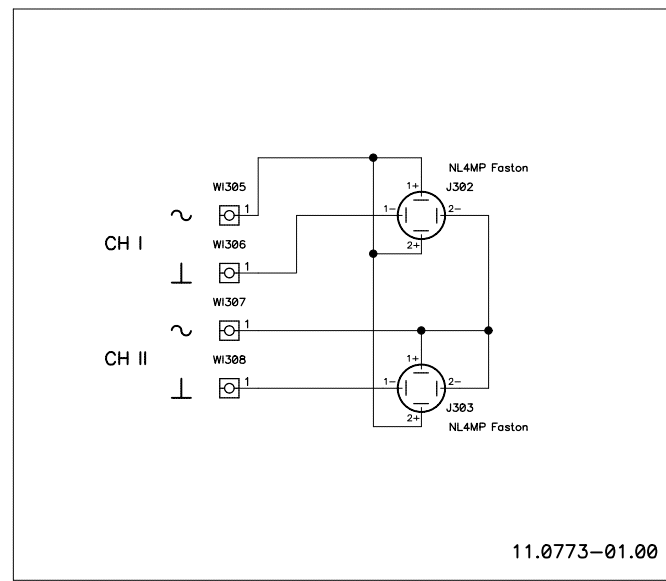 NL4MP Faston
WI305
1+
J302
1
1-
2-
CH I
WI306
2+
1
WI307
1
1+
CH II
WI308
1
1-
2-
J303
2+
NL4MP Faston
11.0773-01.00